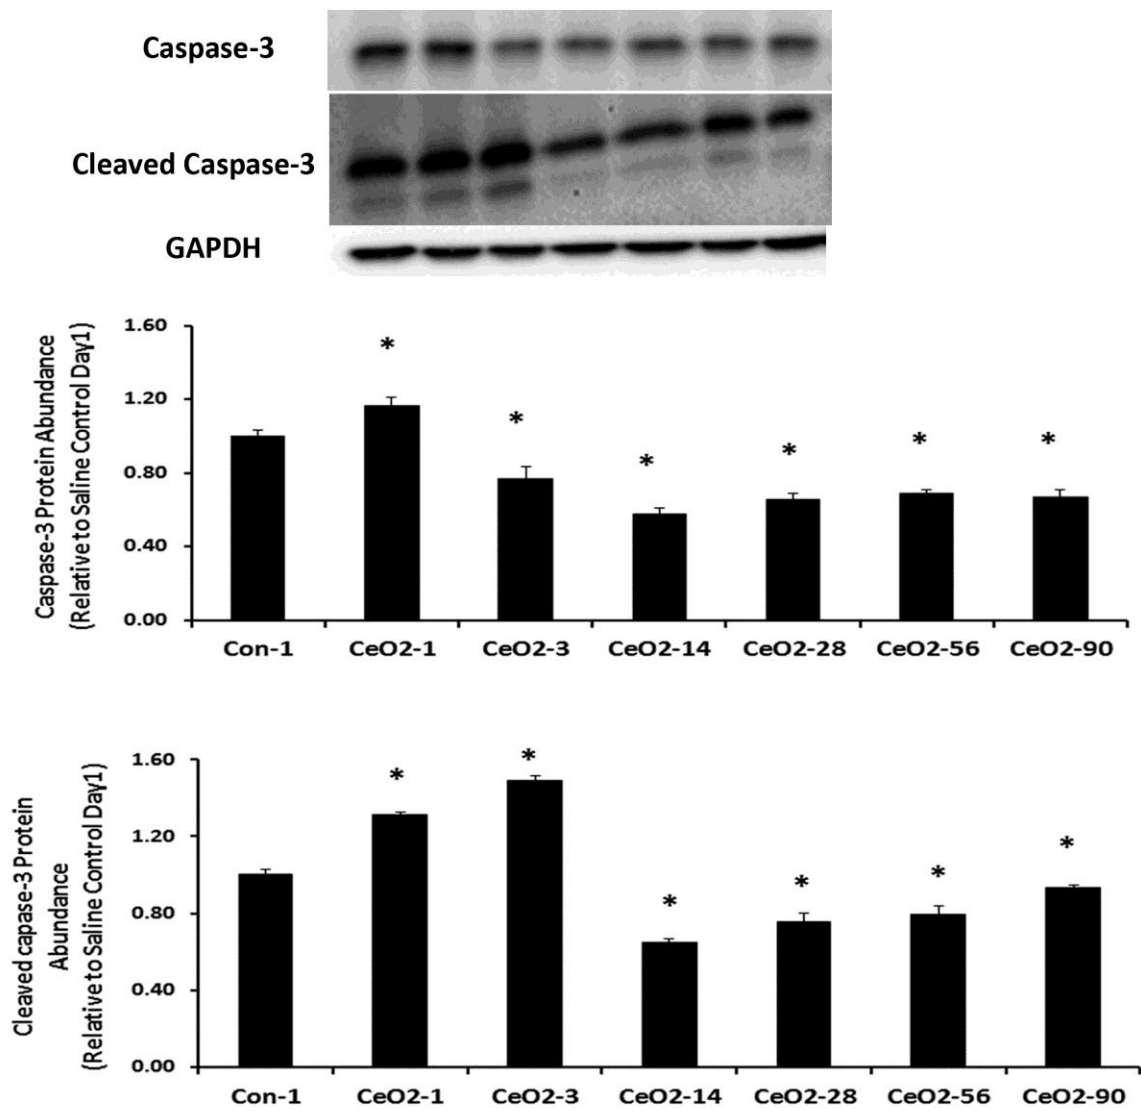 Caspase-3
Cleaved Caspase-3
GAPDH
Caspase-3 Protein Abundance
(Relative to Saline Control Day1)
1.60
*
1.20
*
*
*
*
*
0.80
0.40
0.00
Con-1 CeO2-1 CeO2-3 CeO2-14 CeO2-28 CeO2-56 CeO2-90
Cleaved capase-3 Protein
Abundance
(Relative to Saline Control Day1)
1.60
*
*
1.20
*
*
*
*
0.80
0.40
0.00
Con-1 CeO2-1 CeO2-3 CeO2-14 CeO2-28 CeO2-56 CeO2-90